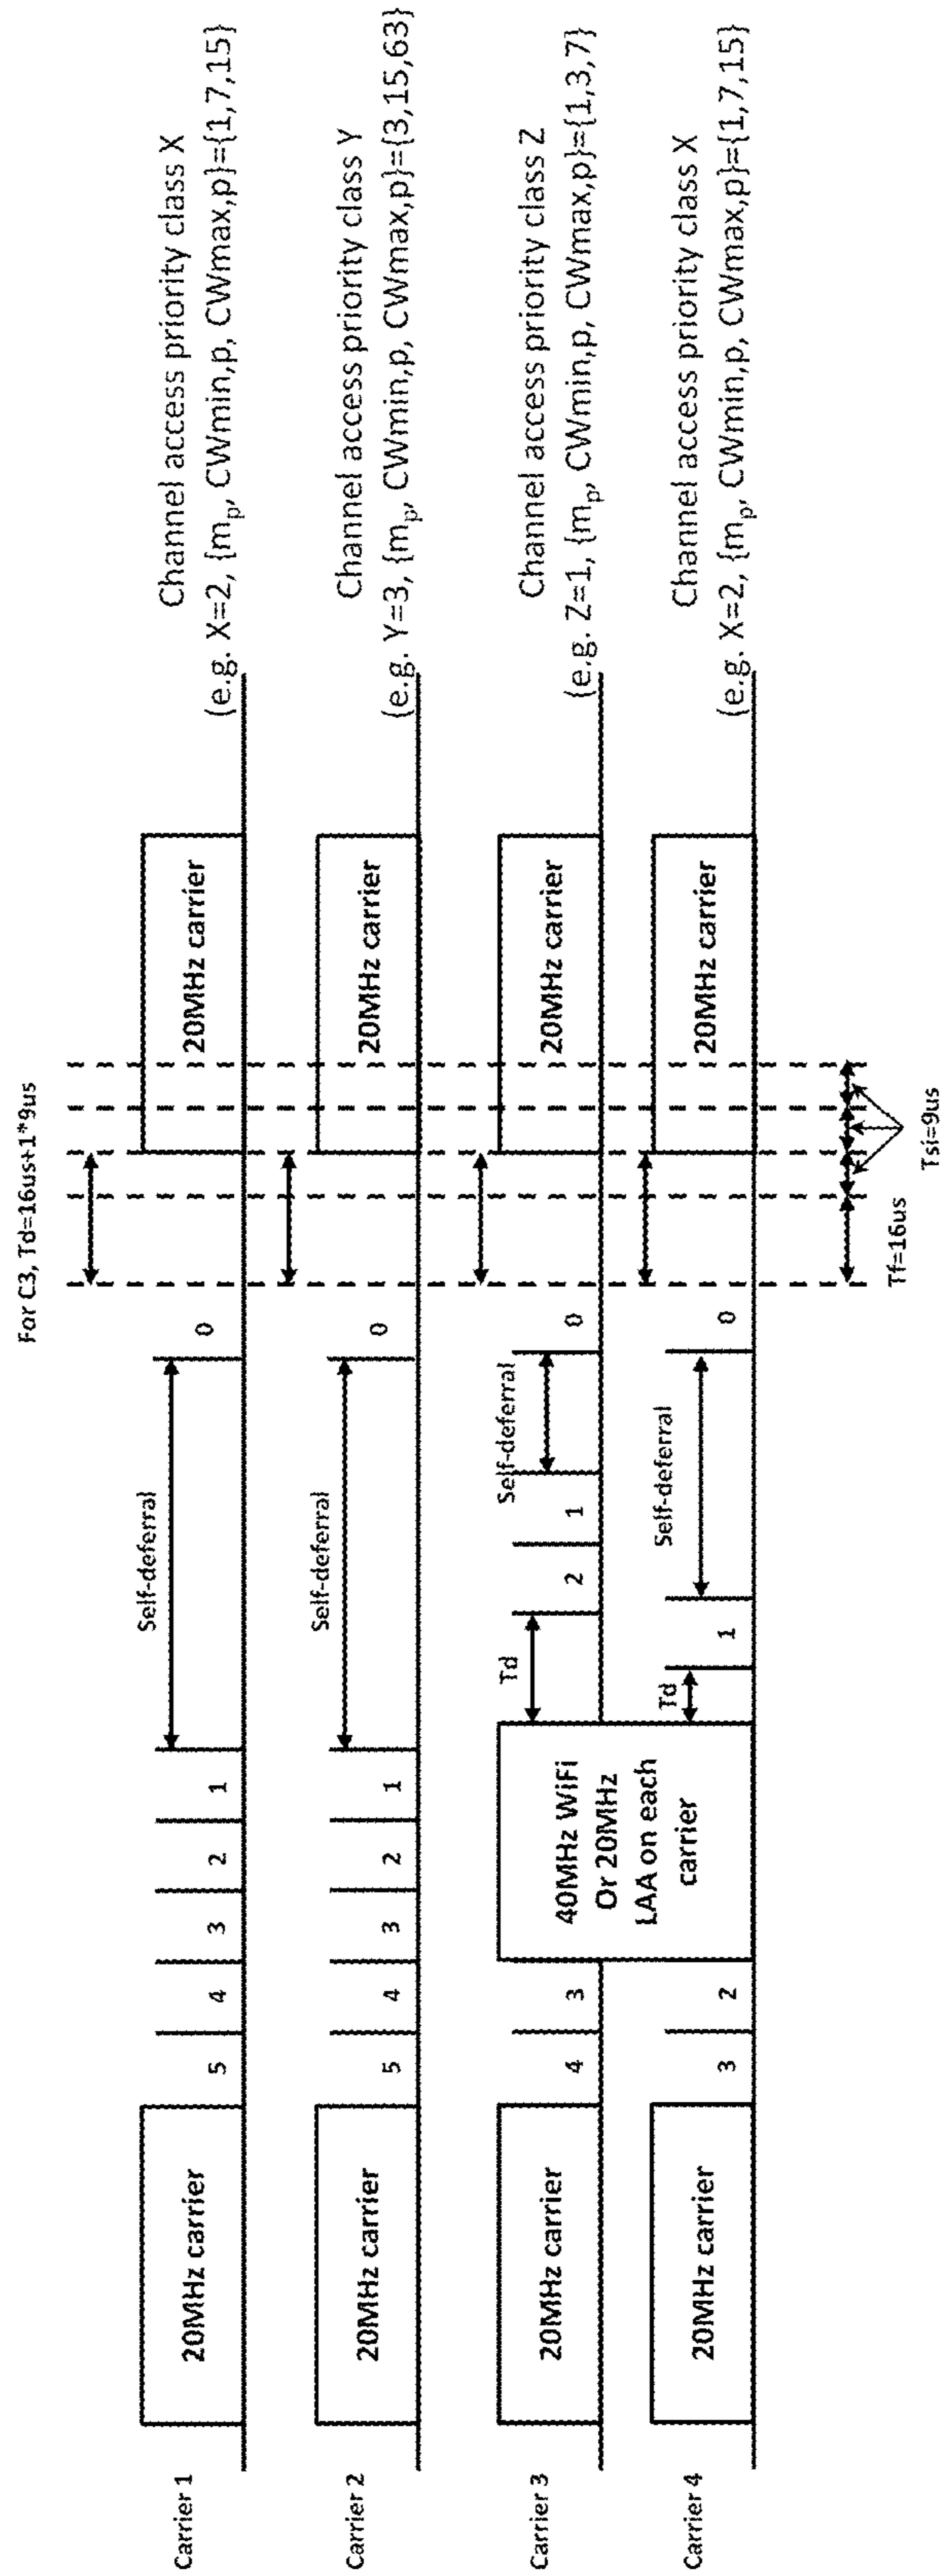 For C3, Td=16us+1*9us
Carrier 1
20MHz carrier
5
4
3
2
1
Self-deferral
0
20MHz carrier
Channel access priority class X
(e.g. X=2, {mp, CWmin,p, CWmax,p}={1,7,15}
Carrier 2
20MHz carrier
5
4
3
2
1
Self-deferral
0
20MHz carrier
Channel access priority class Y
(e.g. Y=3, {mp, CWmin,p, CWmax,p}={3,15,63}
Carrier 3
20MHz carrier
4
3
40MHz WiFi
Or 20MHz
LAA on each
carrier
Td
2
1
Self-deferral
0
20MHz carrier
Channel access priority class Z
(e.g. Z=1, {mp, CWmin,p, CWmax,p}={1,3,7}
Carrier 4
20MHz carrier
3
2
Td
1
Self-deferral
0
20MHz carrier
Channel access priority class X
(e.g. X=2, {mp, CWmin,p, CWmax,p}={1,7,15}
Tf=16us
Tsl=9us